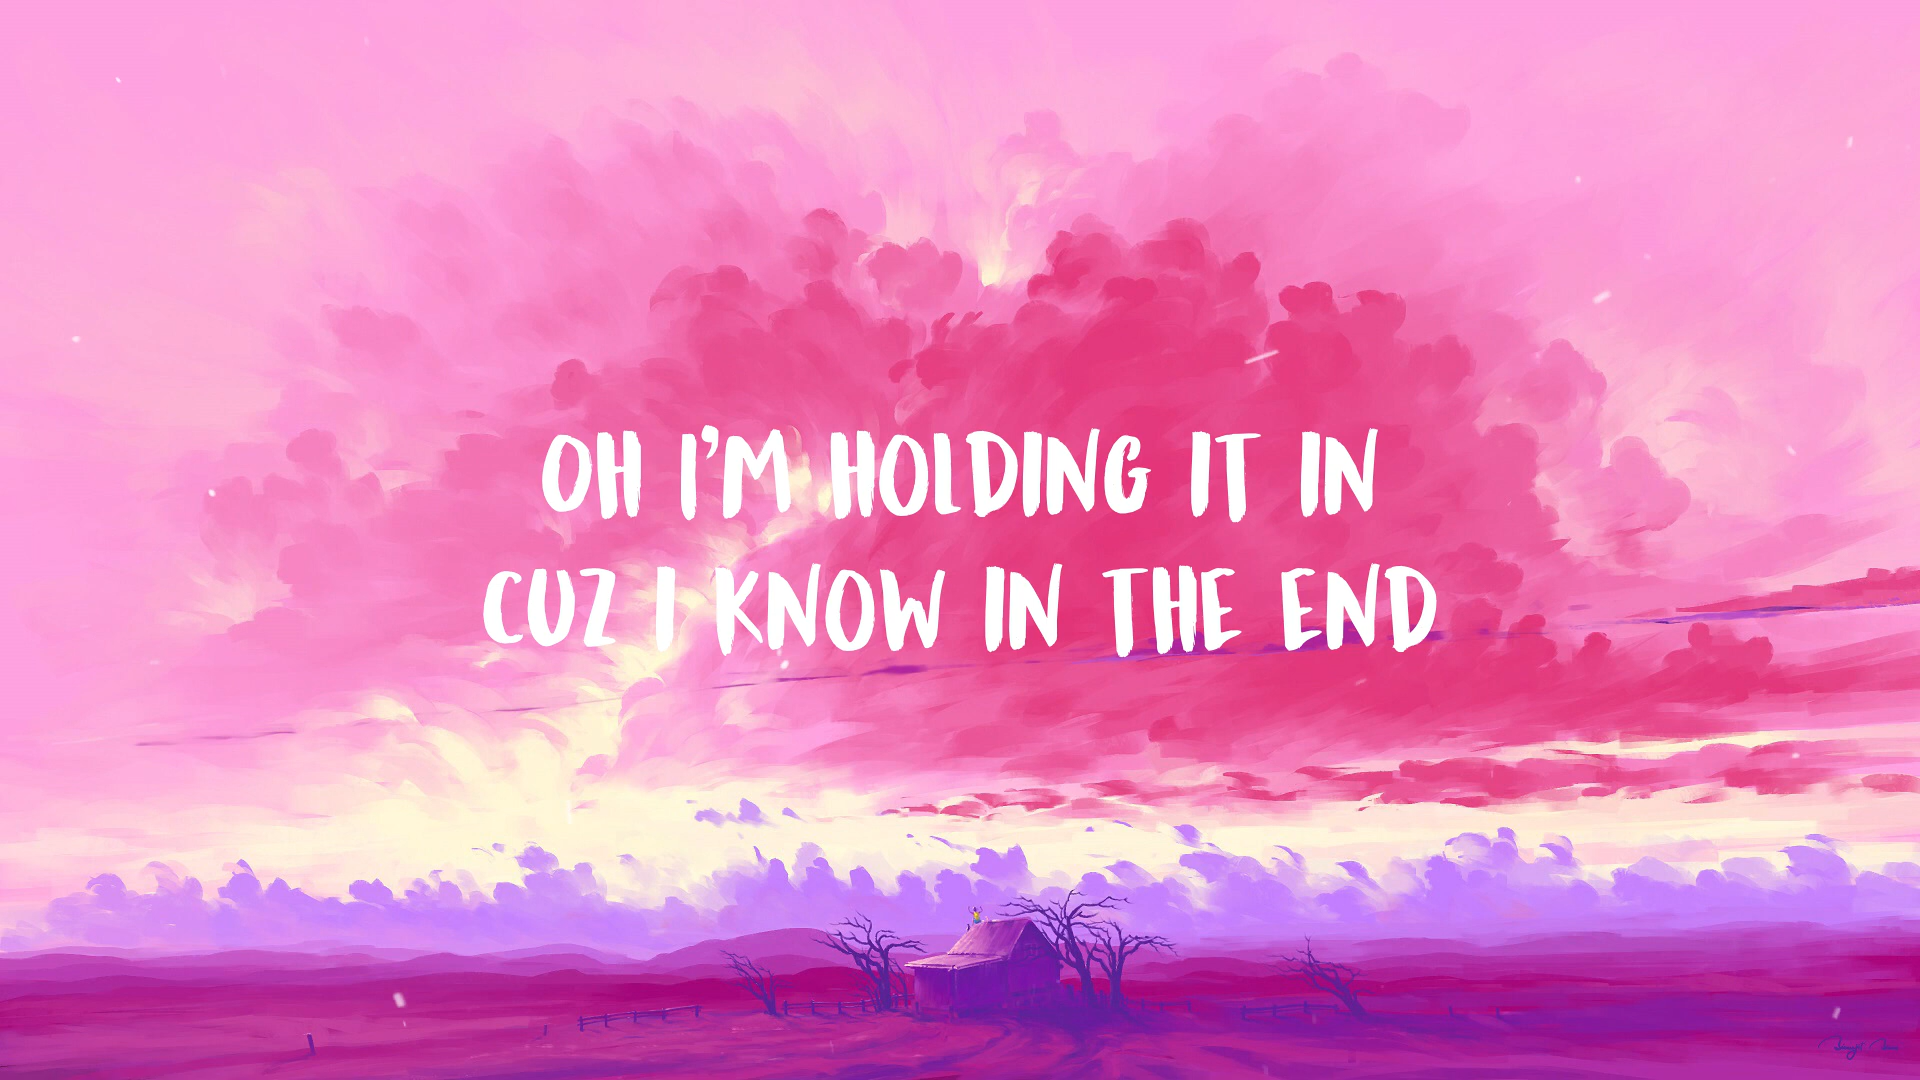 OH I'M HOLDING IT IN
CUZ I KNOW IN THE END